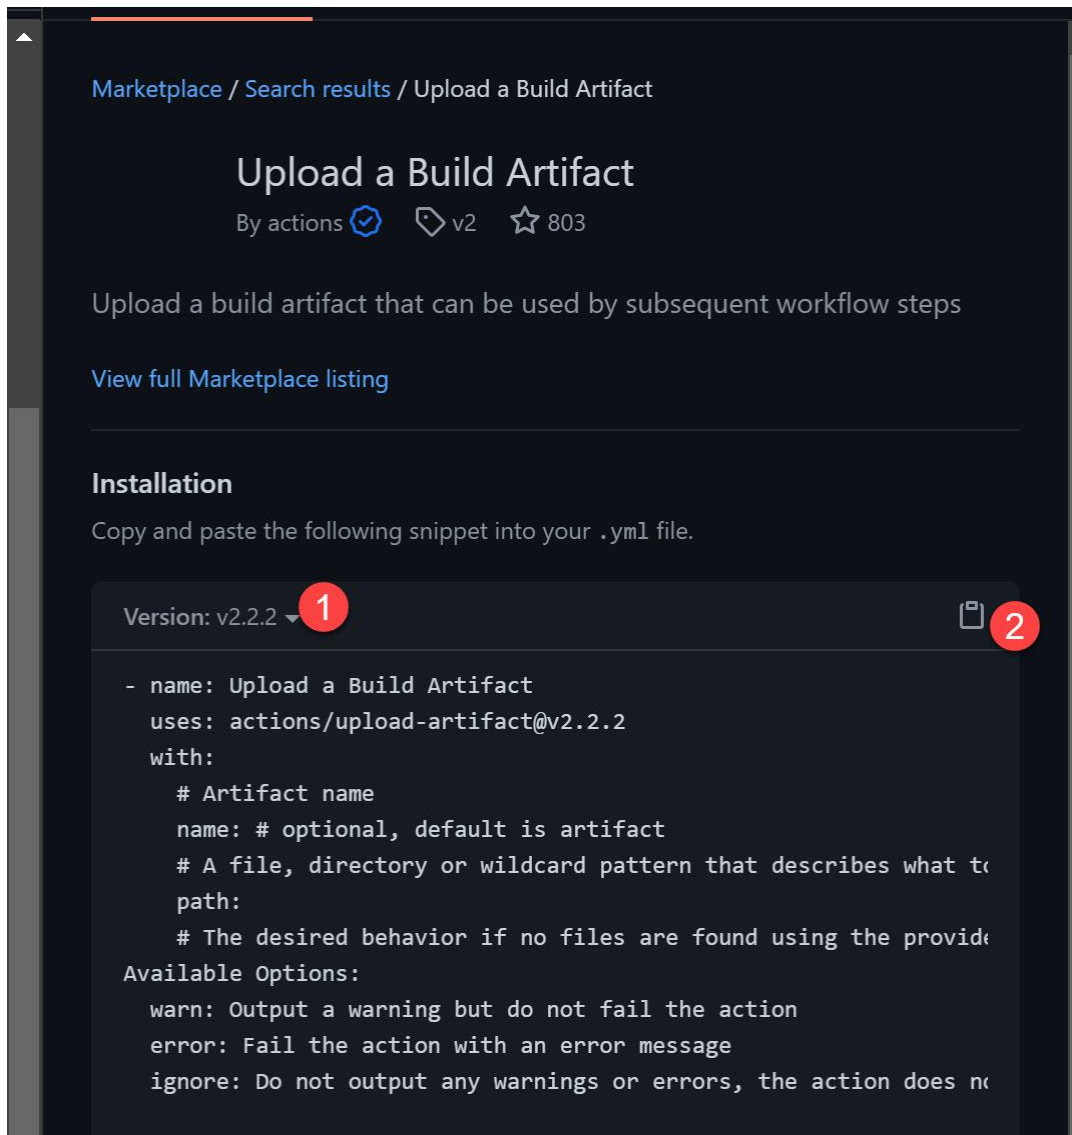 Marketplace / Search results / Upload a Build Artifact
Upload a Build Artifact
By actions v2 803
Upload a build artifact that can be used by subsequent workflow steps
View full Marketplace listing
Installation
Copy and paste the following snippet into your .yml file.
Version: v2.2.2 1 2
- name: Upload a Build Artifact
uses: actions/upload-artifact@v2.2.2
with:
# Artifact name
name: # optional, default is artifact
# A file, directory or wildcard pattern that describes what
path:
# The desired behavior if no files are found using the
Available Options:
warn: Output a warning but do not fail the action
error: Fail the action with an error message
ignore: Do not output any warnings or errors, the action does